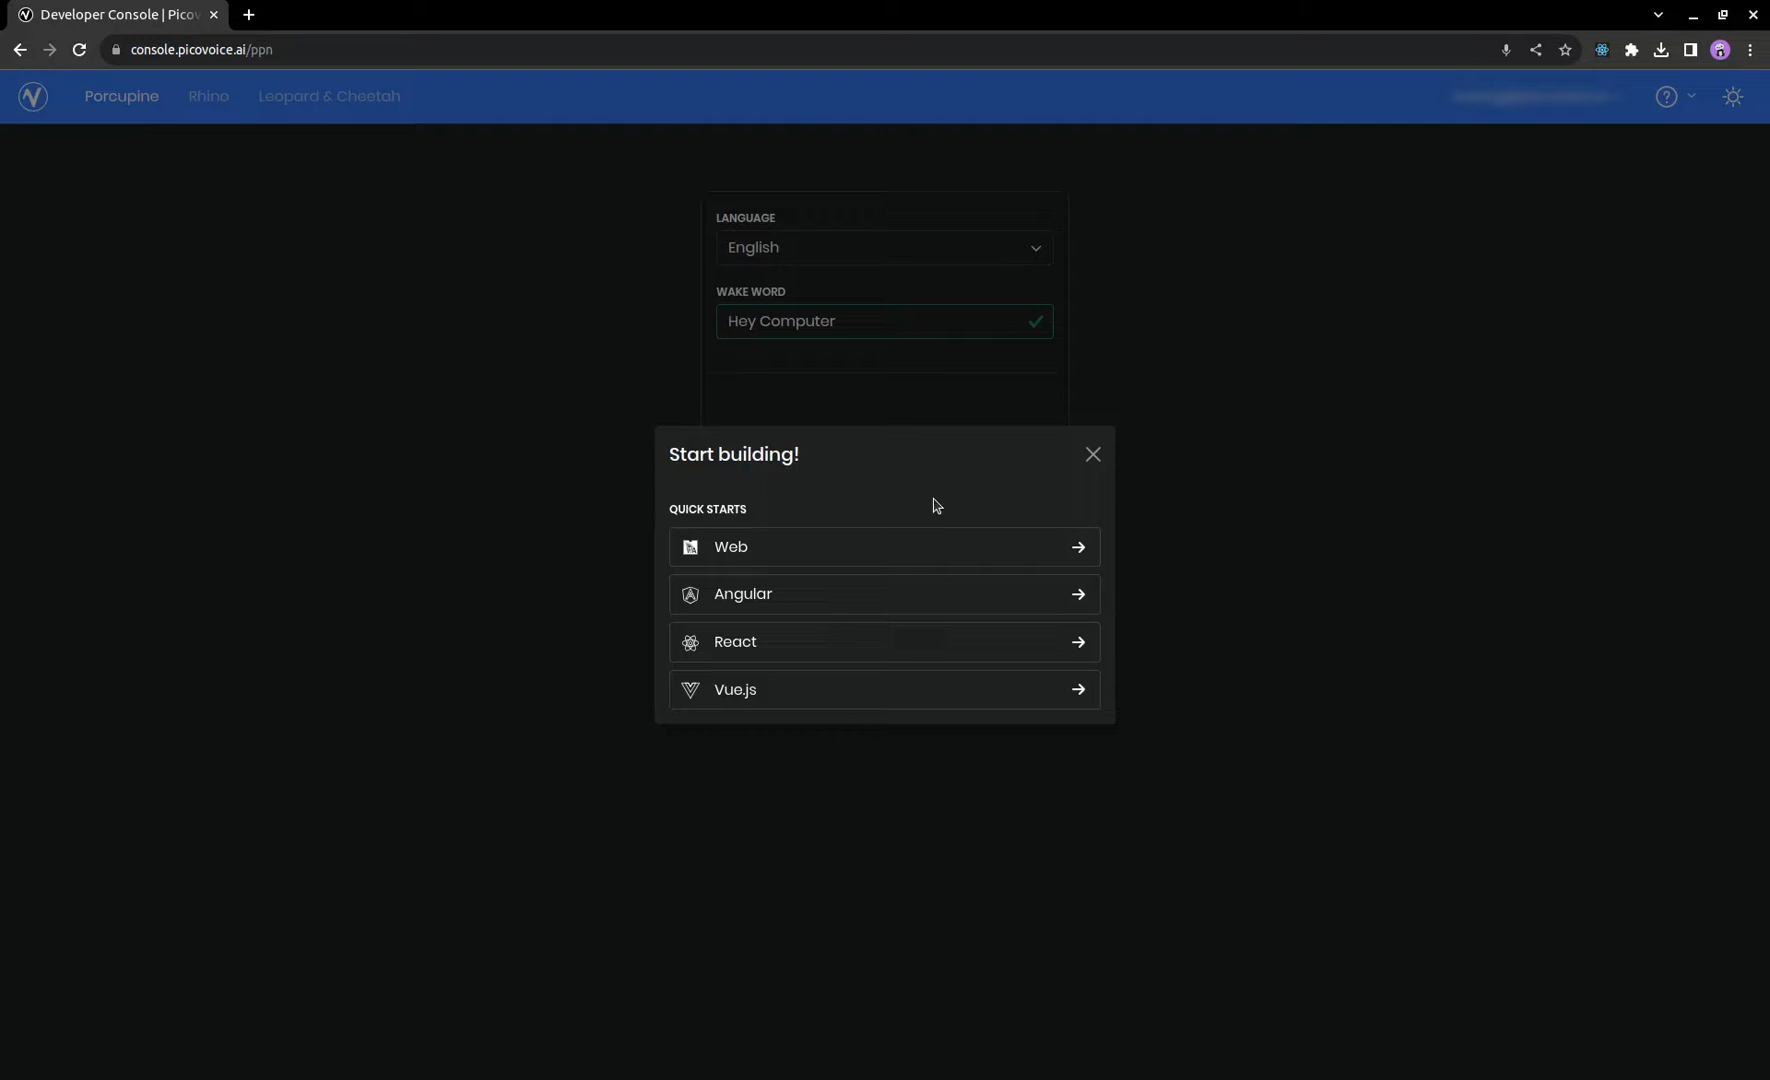 Developer Console | Picov
console.picovoice.ai/ppn
Porcupine Rhino Leopard & Cheetah
LANGUAGE
English
WAKE WORD
Hey Computer
Start building!
QUICK STARTS
Web
Angular
React
Vue.js